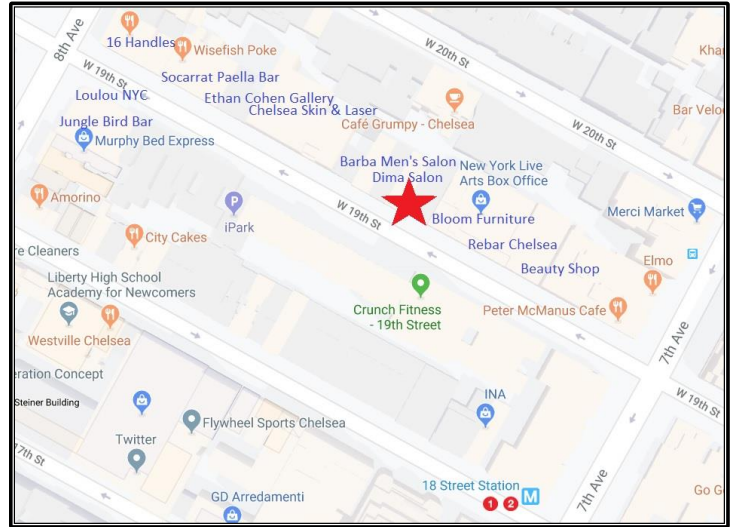 8th Ave
16 Handles
Wisefish Poke
W 20th St
Khar
W 19th St
Socarrat Paella Bar
Loulou NYC
Ethan Cohen Gallery
Chelsea Skin & Laser
Bar Velo
Jungle Bird Bar
Café Grumpy - Chelsea
W 20th St
Murphy Bed Express
Barba Men's Salon
Dima Salon
New York Live
Arts Box Office
Amorino
P
iPark
W 19th St
Bloom Furniture
Merci Market
City Cakes
Rebar Chelsea
re Cleaners
Beauty Shop
Elmo
Liberty High School
Academy for Newcomers
Crunch Fitness
- 19th Street
Peter McManus Cafe
Westville Chelsea
7th Ave
eration Concept
INA
W 19th St
Steiner Building
Flywheel Sports Chelsea
Twitter
17th St
18 Street Station
M
1 2
GD Arredamenti
7th Ave
Go G